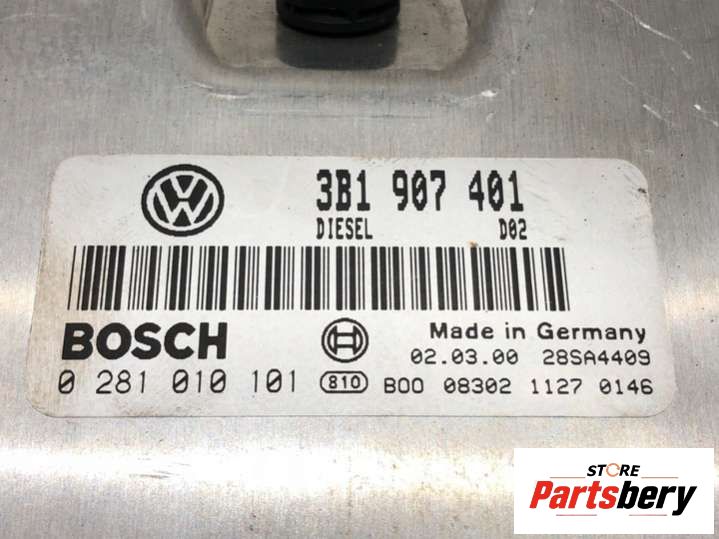 3B1 907 401
DIESEL D02
BOSCH
Made in Germany
02.03.00 28SA4409
0 281 010 101 810 B00 08302 1127 0146
STORE
Partsbery